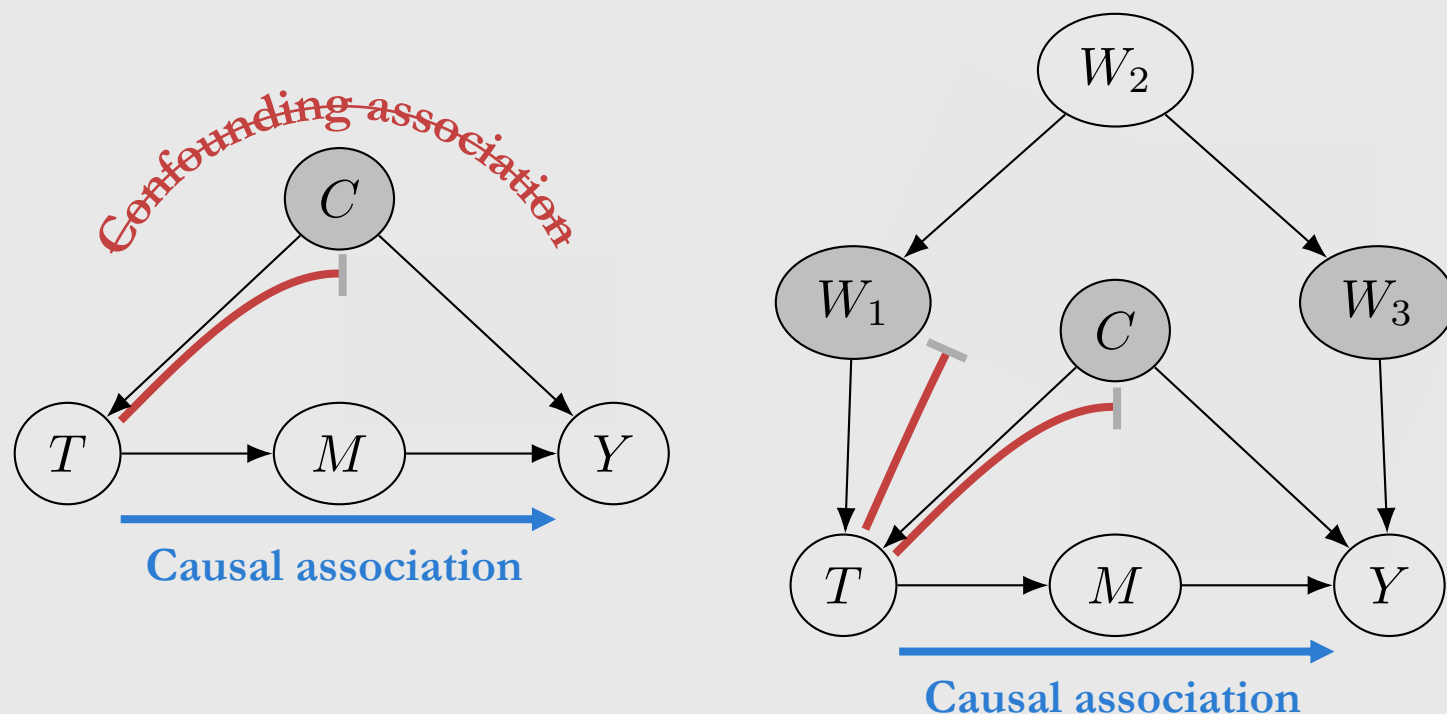 Confounding association
C
T
M
Y
Causal association
W₂
W₁
C
W₃
T
M
Y
Causal association